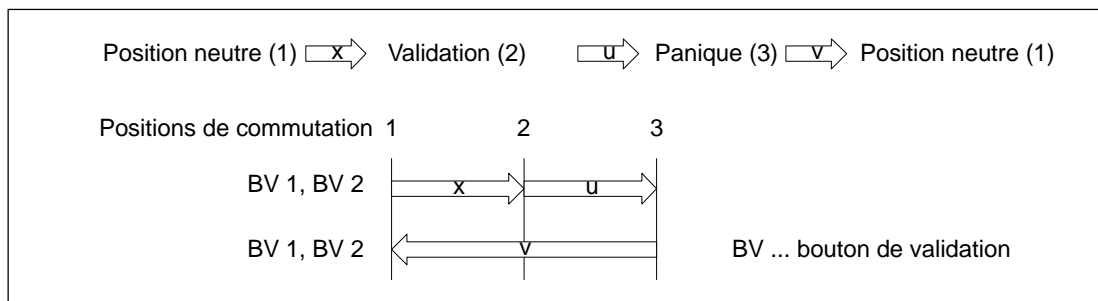 Position neutre (1) x Validation (2) u Panique (3) v Position neutre (1)
Positions de commutation 1 2 3
BV 1, BV 2 x u
BV 1, BV 2 v BV ... bouton de validation